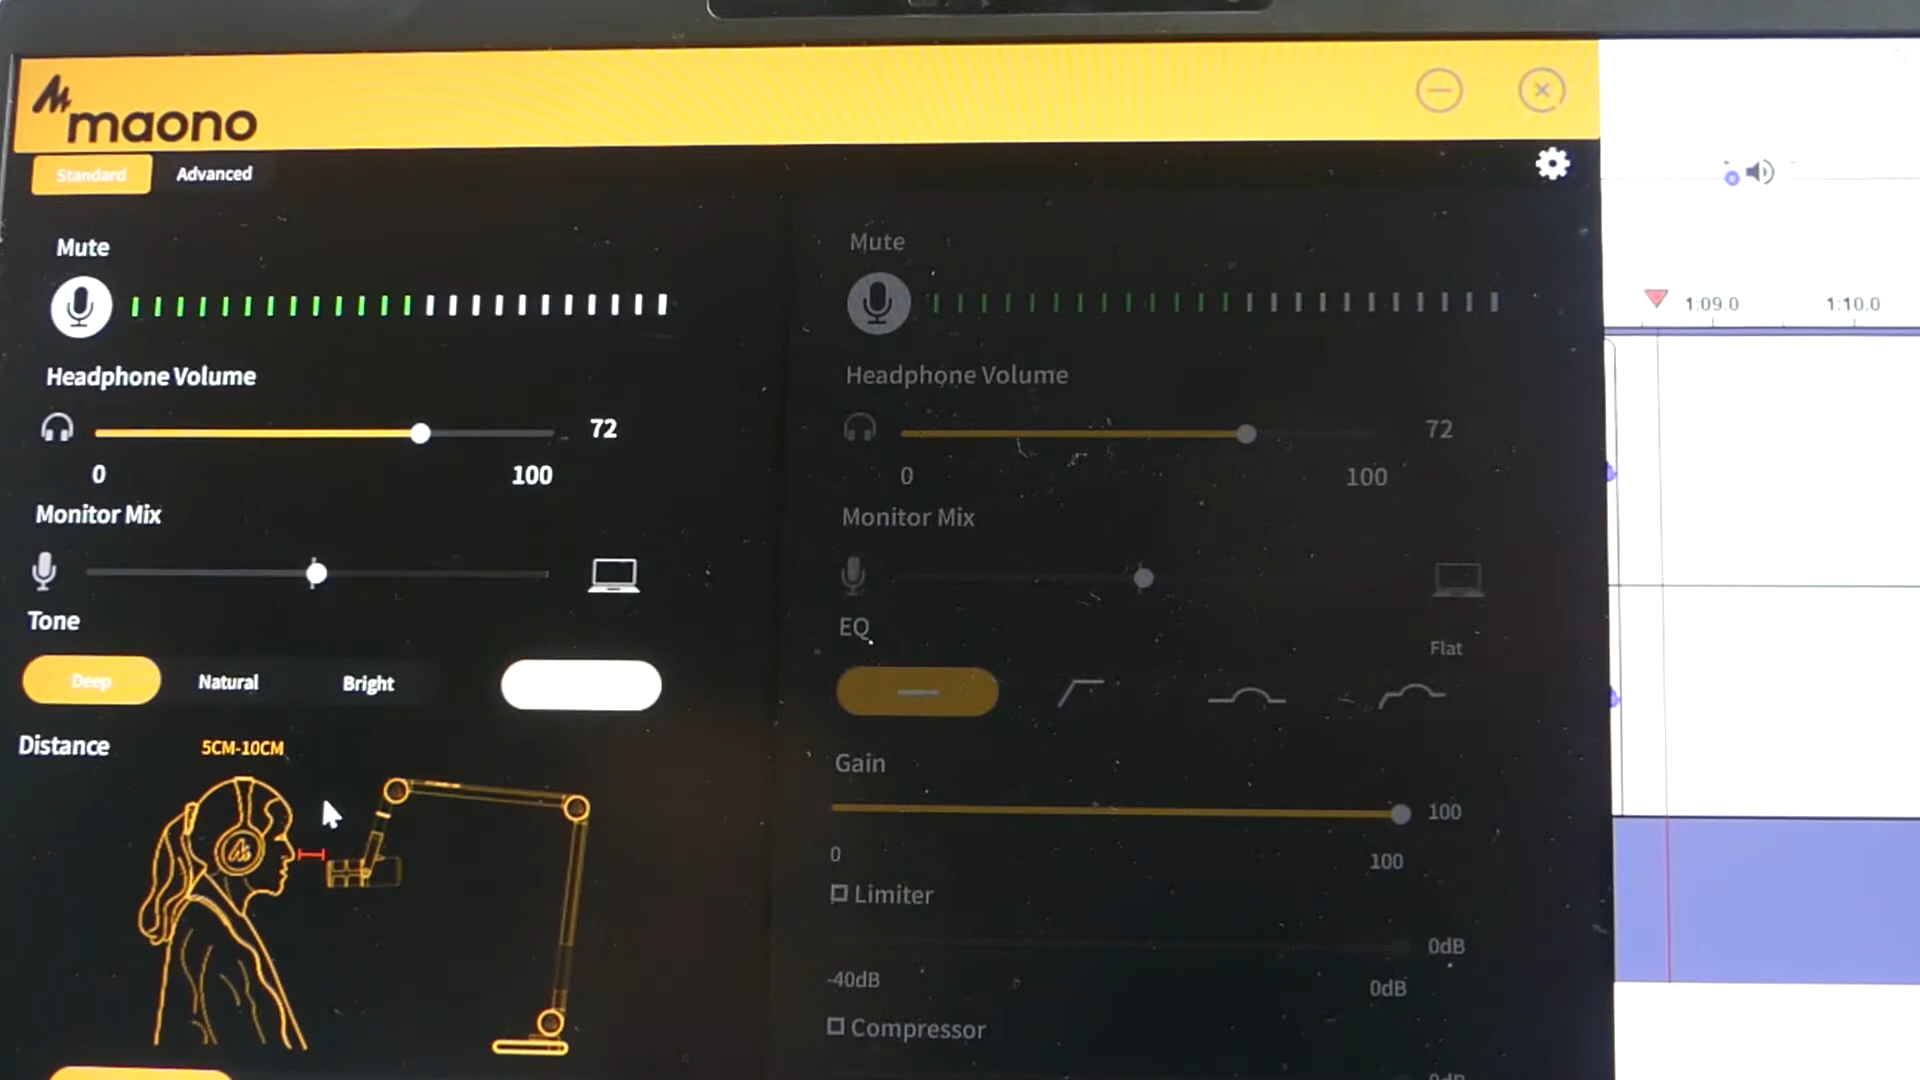 maono
Standard Advanced
Mute
Headphone Volume
72
0 100
Monitor Mix
Tone
Deep Natural Bright
Distance 5CM-10CM
Mute
Headphone Volume
72
0 100
Monitor Mix
EQ
Flat
Gain
100
0 100
Limiter
0dB
-40dB 0dB
Compressor
1:09.0 1:10.0